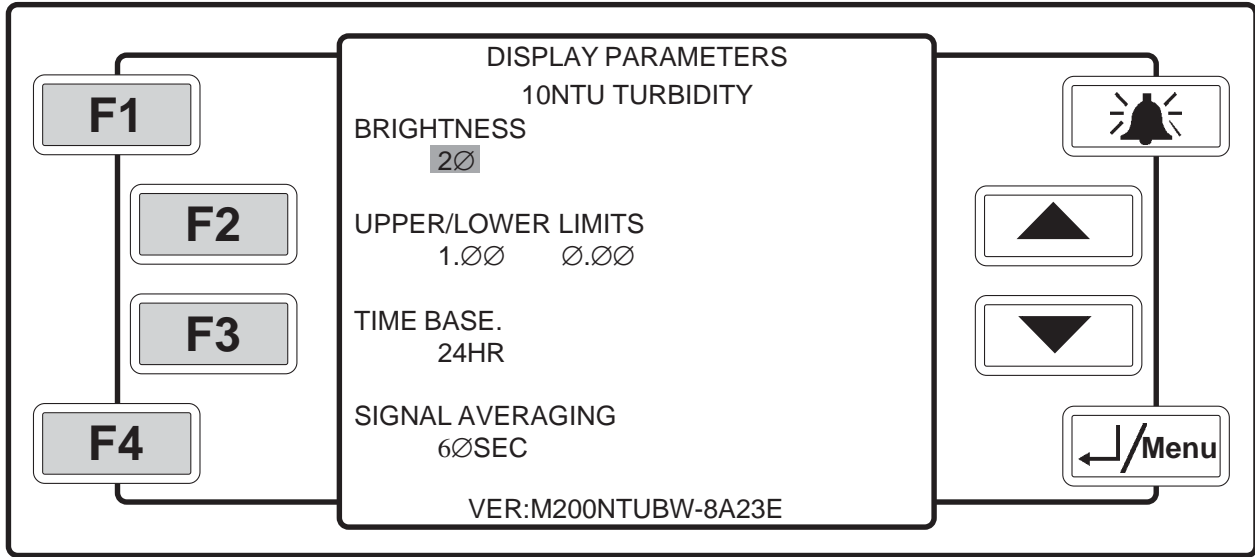 DISPLAY PARAMETERS
10NTU TURBIDITY
F1
BRIGHTNESS
2∅
F2
UPPER/LOWER LIMITS
1.∅∅ ∅.∅∅
F3
TIME BASE.
24HR
SIGNAL AVERAGING
F4
6∅SEC
/Menu
VER:M200NTUBW-8A23E